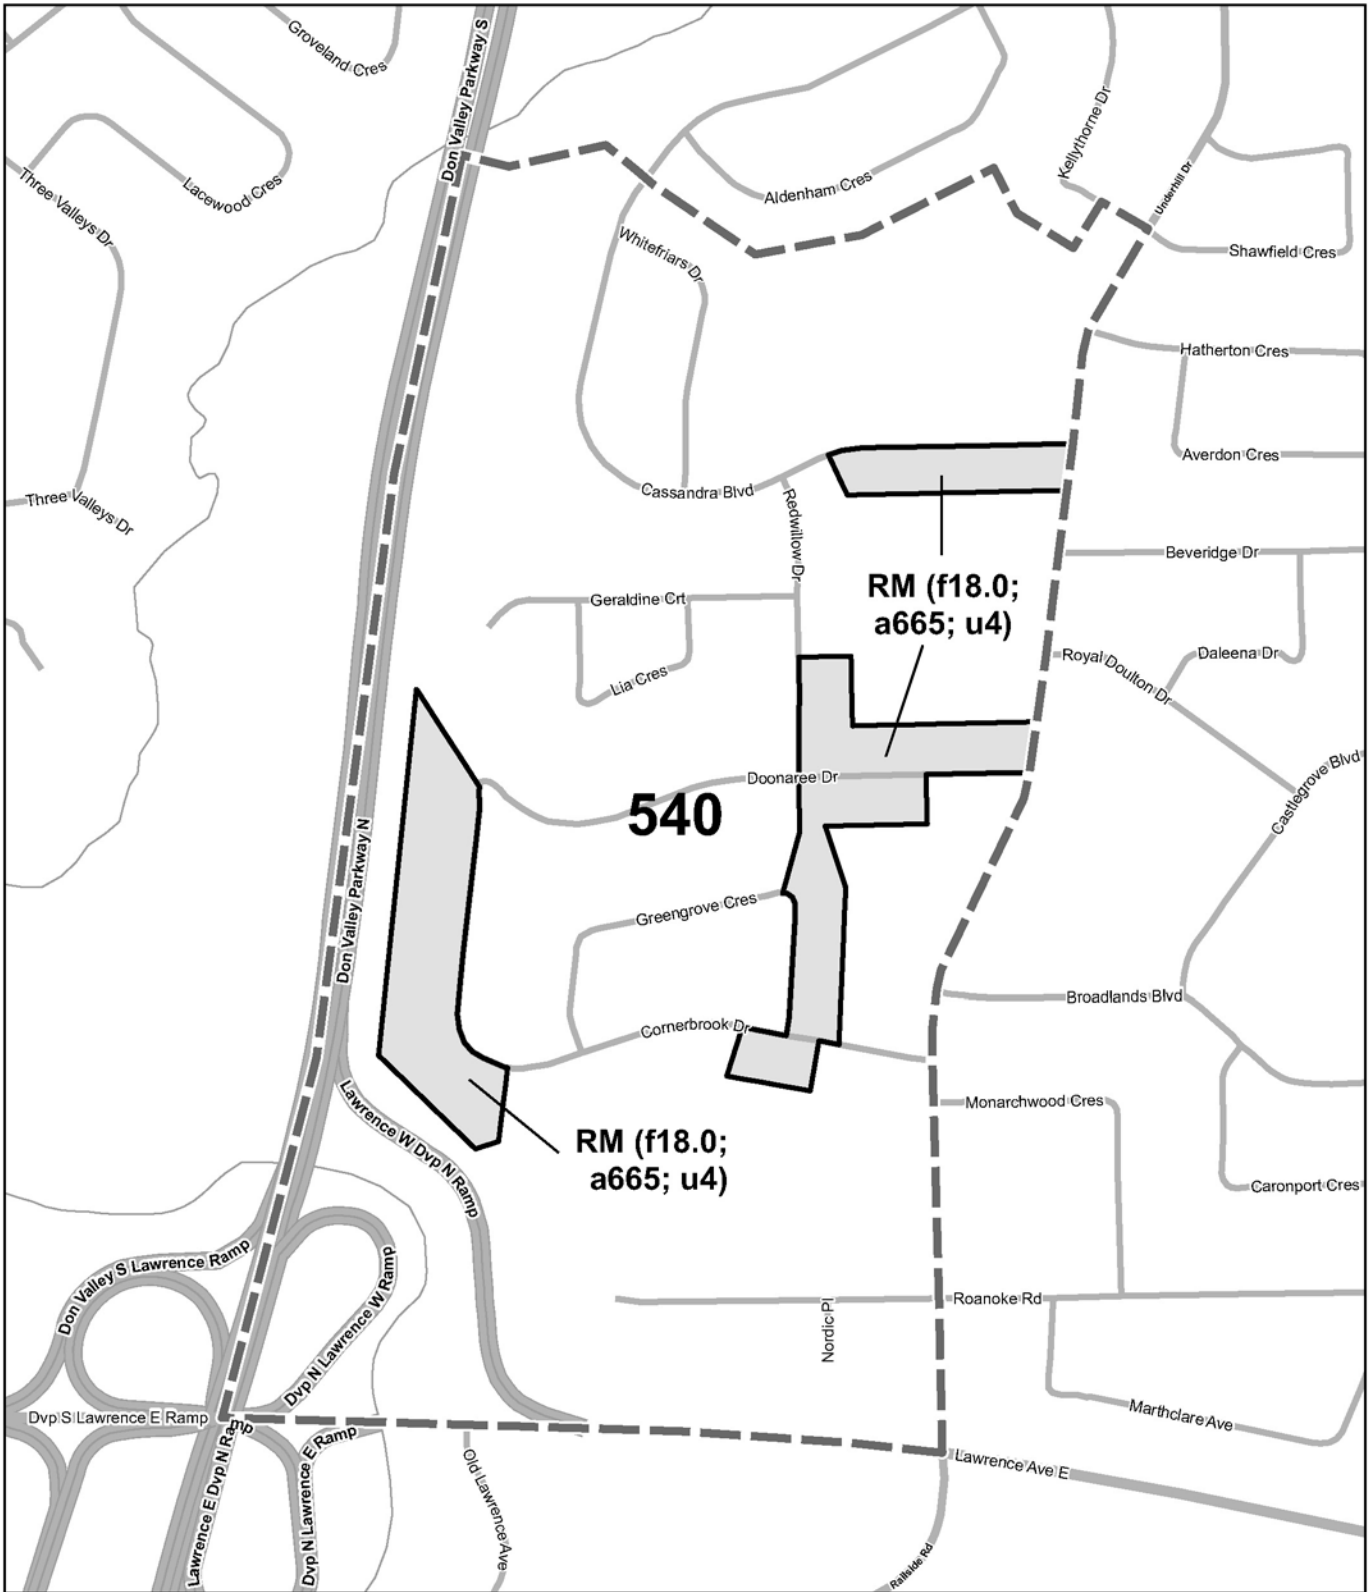 Groveland Cres
Don Valley Parkway S
Kellythorne Dr
Three Valleys Dr
Lacewood Cres
Aldenham Cres
Underhill Dr
Whitefriars Dr
Shawfield Cres
Hatherton Cres
Averdon Cres
Three Valleys Dr
Cassandra Blvd
Redwillow Dr
Beveridge Dr
RM (f18.0;
a665; u4)
Geraldine Crt
Lia Cres
Royal Doulton Dr
Daleena Dr
Doonaree Dr
Castlegrove Blvd
540
Don Valley Parkway N
Greengrove Cres
Broadlands Blvd
Cornerbrook Dr
Lawrence W Dvp N Ramp
Monarchwood Cres
RM (f18.0;
a665; u4)
Caronport Cres
Don Valley S Lawrence Ramp
Dvp N Lawrence W Ramp
Nordic Pl
Roanoke Rd
Dvp S Lawrence E Ramp
Marthclare Ave
Lawrence E Dvp N Ramp
Dvp N Lawrence E Ramp
Old Lawrence Ave
Lawrence Ave E
Railside Rd